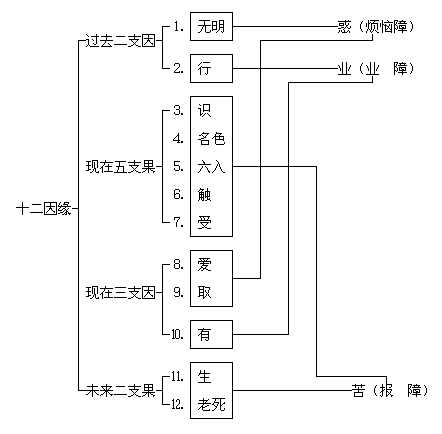 1. 无明 惑（烦恼障）
过去二支因
2. 行 业（业　障）
3. 识
4. 名色
现在五支果 5. 六入
6. 触
十二因缘
7. 受
8. 爱
现在三支因 9. 取
10. 有
11. 生
未来二支果 苦（报　障）
12. 老死